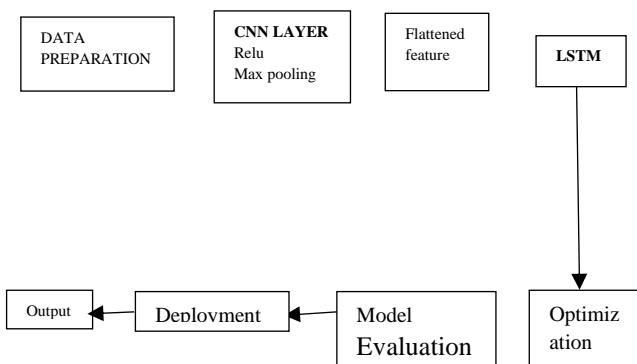 DATA
PREPARATION
CNN LAYER
Relu
Max pooling
Flattened
feature
LSTM
Output
Deployment
Model
Evaluation
Optimiz
ation